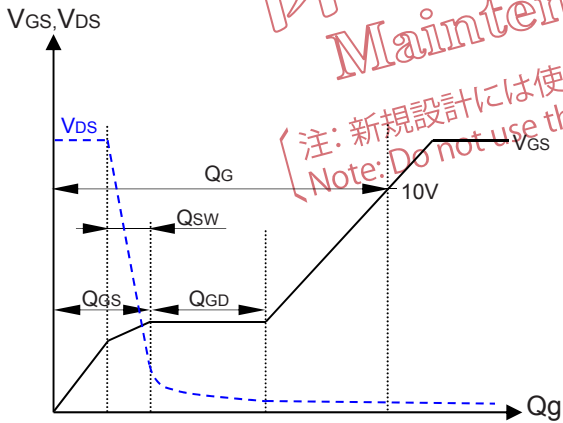 VGS,VDS
Mainten
注: 新規設計には使
Note: Do not use th
VDS
VGS
QG
10V
QSW
QGS
QGD
Qg